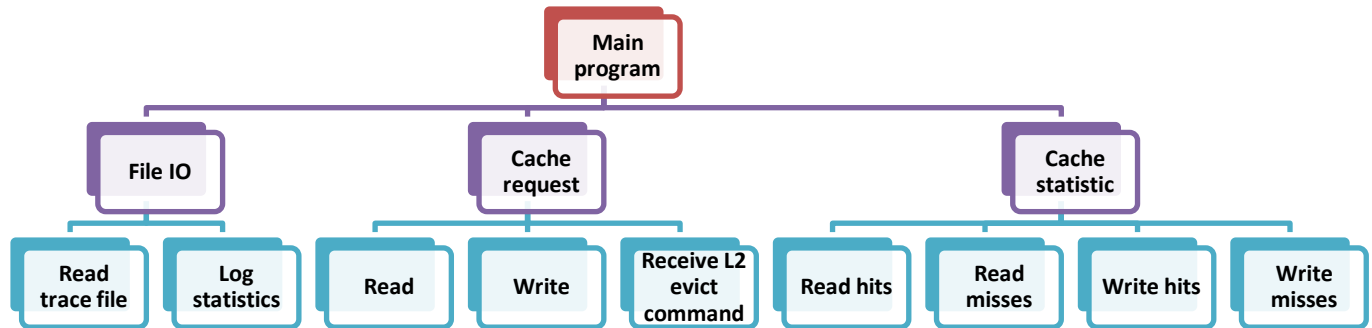 Main
program
File IO
Cache
request
Cache
statistic
Read
trace file
Log
statistics
Read
Write
Receive L2
evict
command
Read hits
Read
misses
Write hits
Write
misses